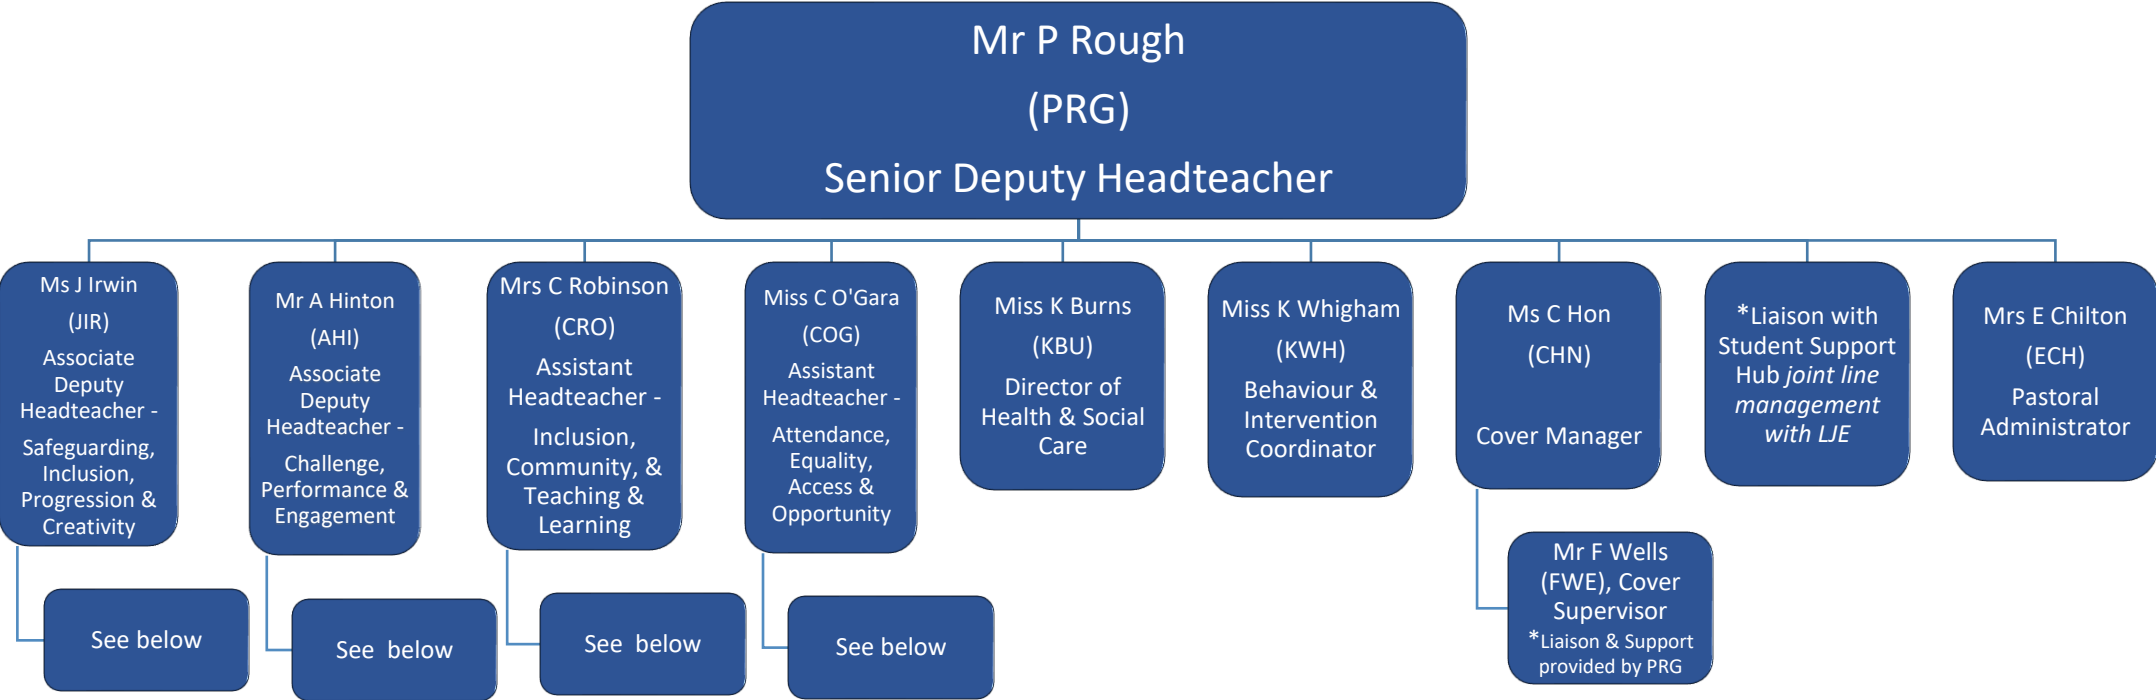 Mr P Rough
(PRG)
Senior Deputy Headteacher
Ms J Irwin
(JIR)
Associate
Deputy
Headteacher -
Safeguarding,
Inclusion,
Progression &
Creativity
See below
Mr A Hinton
(AHI)
Associate
Deputy
Headteacher -
Challenge,
Performance &
Engagement
See  below
Mrs C Robinson
(CRO)
Assistant
Headteacher -
Inclusion,
Community, &
Teaching &
Learning
See  below
Miss C O'Gara
(COG)
Assistant
Headteacher -
Attendance,
Equality,
Access &
Opportunity
See below
Miss K Burns
(KBU)
Director of
Health & Social
Care
Miss K Whigham
(KWH)
Behaviour &
Intervention
Coordinator
Ms C Hon
(CHN)
Cover Manager
Mr F Wells
(FWE), Cover
Supervisor
*Liaison & Support
provided by PRG
*Liaison with
Student Support
Hub joint line
management
with LJE
Mrs E Chilton
(ECH)
Pastoral
Administrator